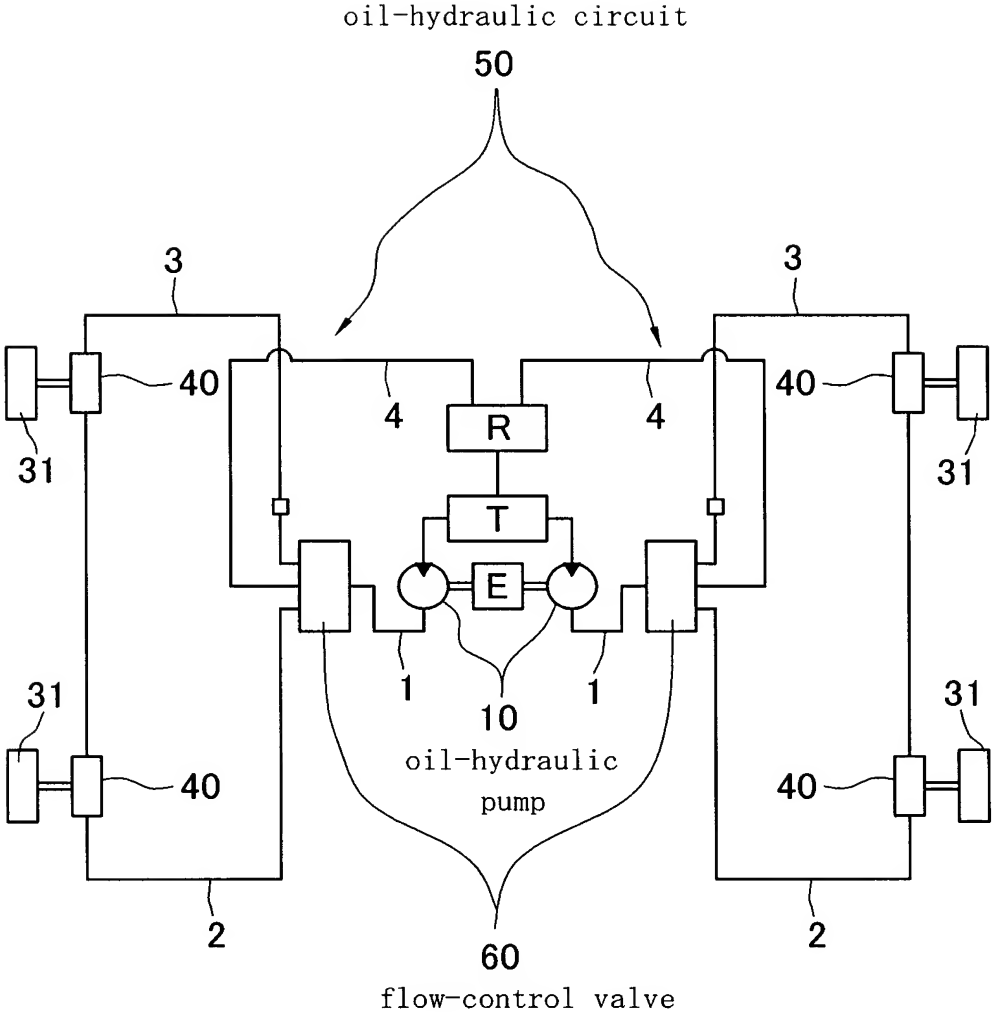 oil-hydraulic circuit
50
3 3
40 40
4 4
R
31 31
T
E
31 1 1 31
10
40 oil-hydraulic 40
pump
2 2
60
flow-control valve